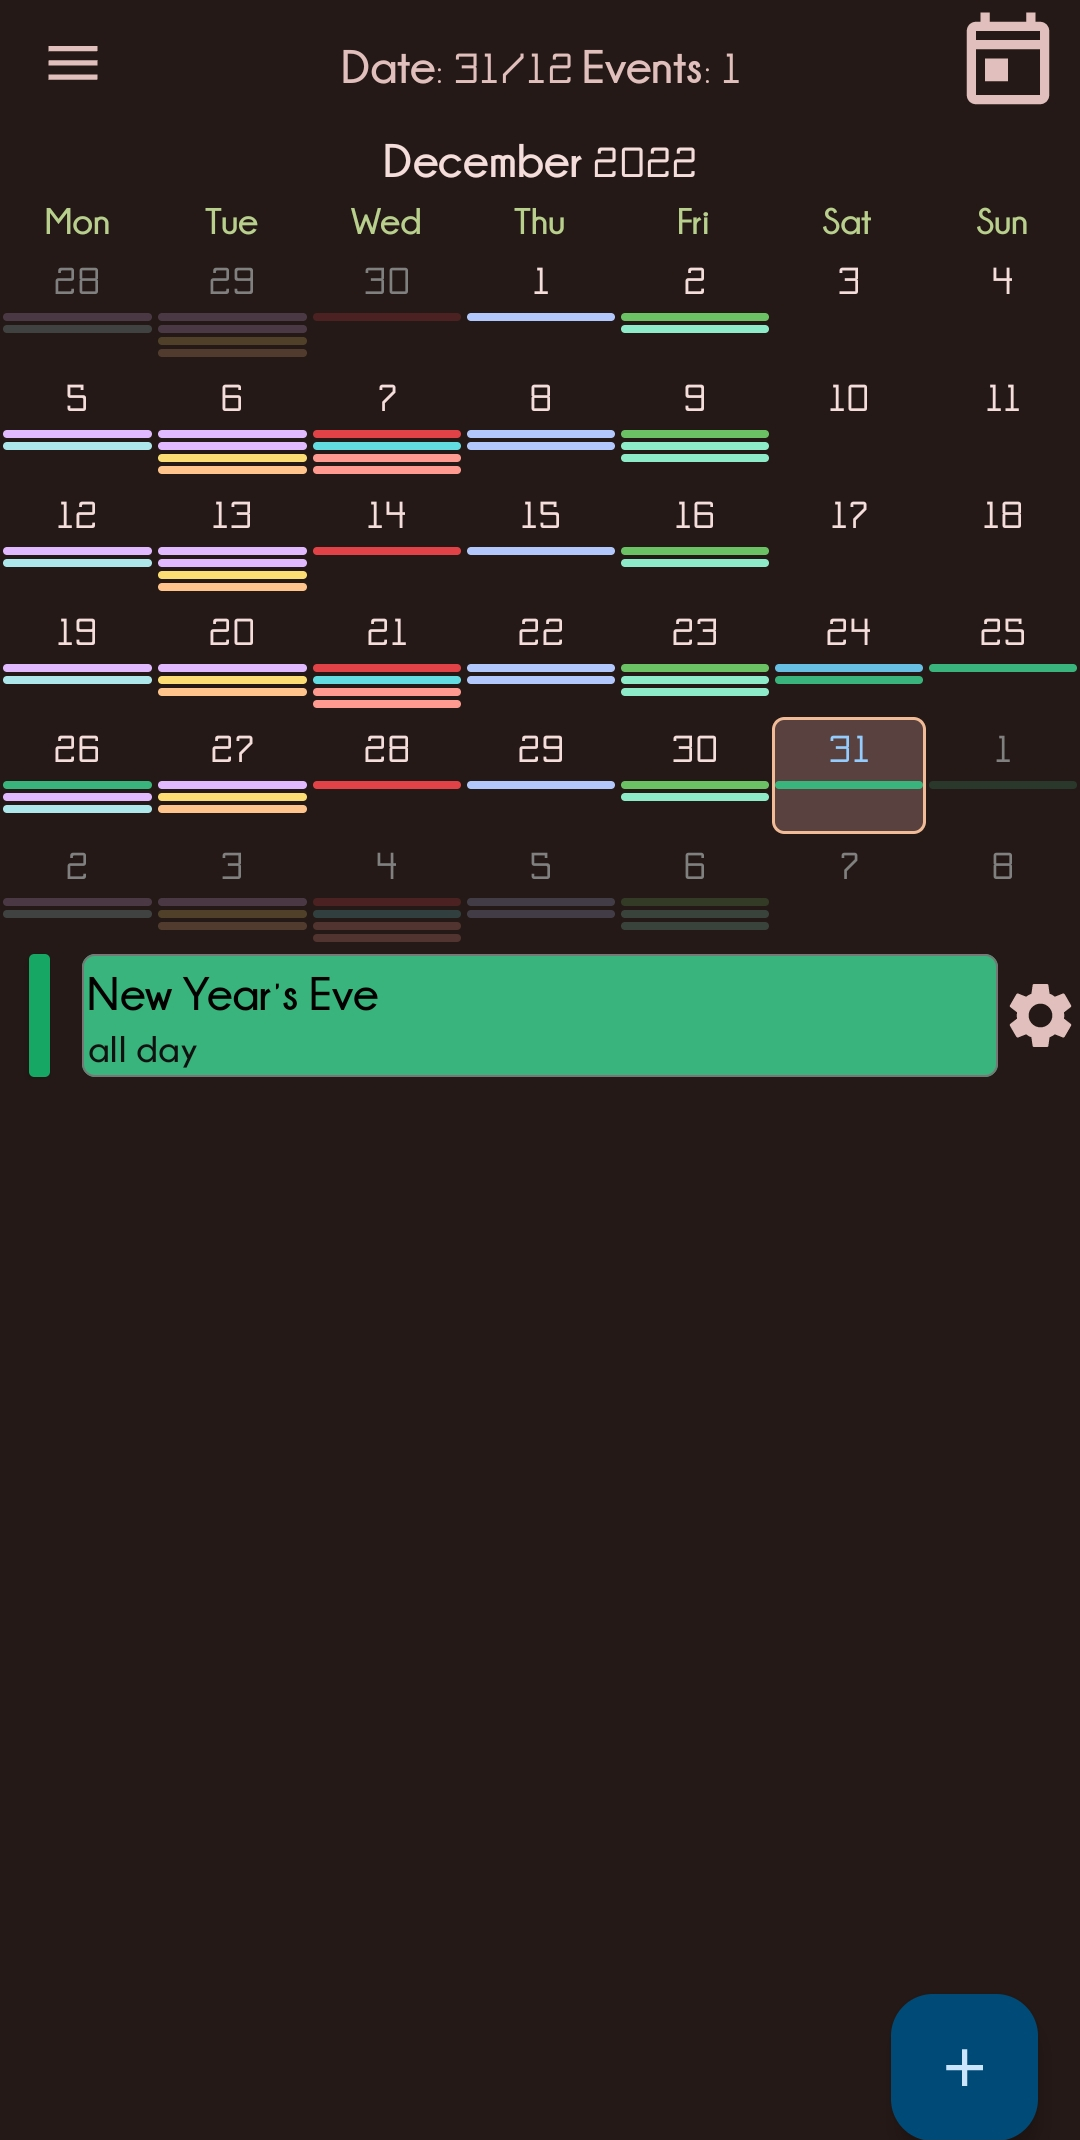 Date: 31/12 Events: 1
December 2022
Mon Tue Wed Thu Fri Sat Sun
28 29 30 1 2 3 4
5 6 7 8 9 10 11
12 13 14 15 16 17 18
19 20 21 22 23 24 25
26 27 28 29 30 31 1
2 3 4 5 6 7 8
New Year's Eve
all day
+